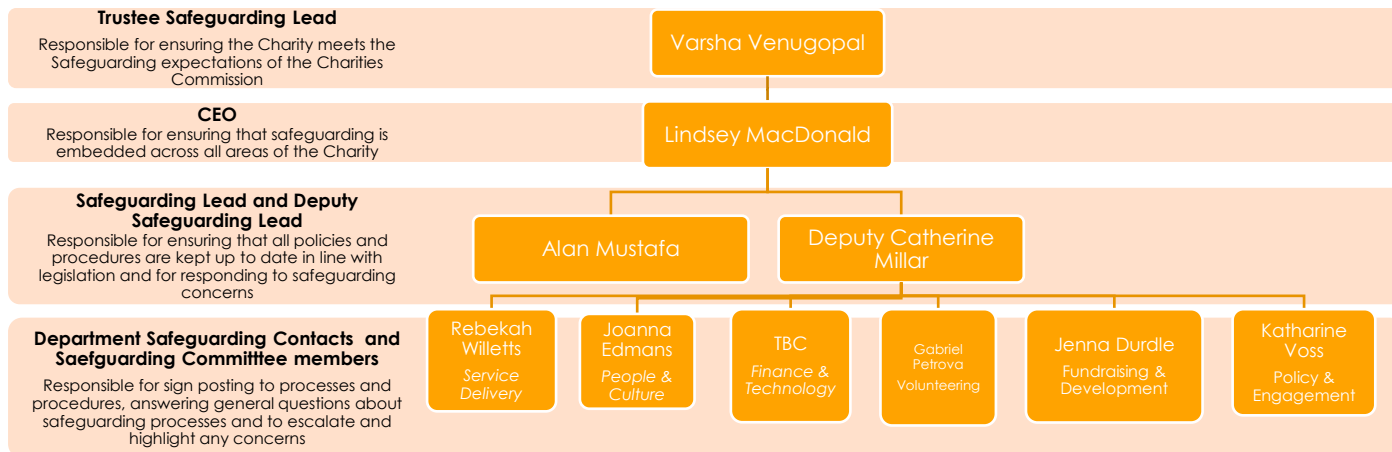 Trustee Safeguarding Lead
Responsible for ensuring the Charity meets the
Safeguarding expectations of the Charities
Commission
Varsha Venugopal
CEO
Responsible for ensuring that safeguarding is
embedded across all areas of the Charity
Lindsey MacDonald
Safeguarding Lead and Deputy
Safeguarding Lead
Responsible for ensuring that all policies and
procedures are kept up to date in line with
legislation and for responding to safeguarding
concerns
Alan Mustafa
Deputy Catherine
Millar
Department Safeguarding Contacts and
Saefguarding Committtee members
Responsible for sign posting to processes and
procedures, answering general questions about
safeguarding processes and to escalate and
highlight any concerns
Rebekah
Willetts
Service
Delivery
Joanna
Edmans
People &
Culture
TBC
Finance &
Technology
Gabriel
Petrova
Volunteering
Jenna Durdle
Fundraising &
Development
Katharine
Voss
Policy &
Engagement